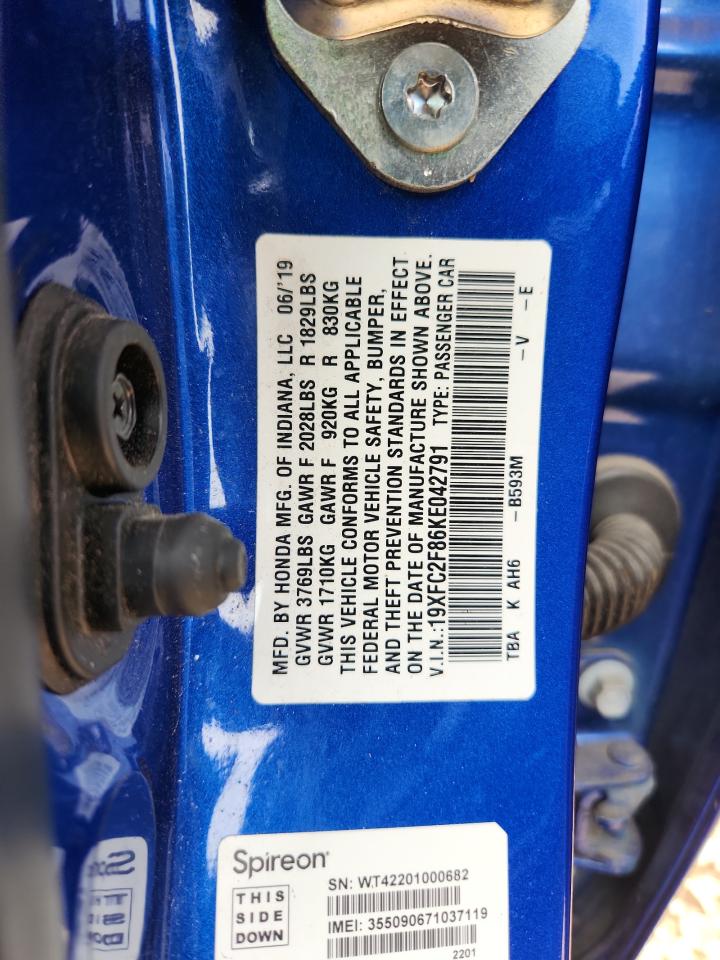 MFD. BY HONDA MFG. OF INDIANA, LLC 06/'19
GVWR 3769LBS GAWR F 2028LBS R 1829LBS
GVWR 1710KG GAWR F 920KG R 830KG
THIS VEHICLE CONFORMS TO ALL APPLICABLE
FEDERAL MOTOR VEHICLE SAFETY, BUMPER,
AND THEFT PREVENTION STANDARDS IN EFFECT
ON THE DATE OF MANUFACTURE SHOWN ABOVE.
V.I.N.:19XFC2F86KE042791 TYPE: PASSENGER CAR
TBA K AH6 -B593M -V -E
Spireon
THIS
SIDE
DOWN
SN: WT42201000682
IMEI: 355090671037119
2201